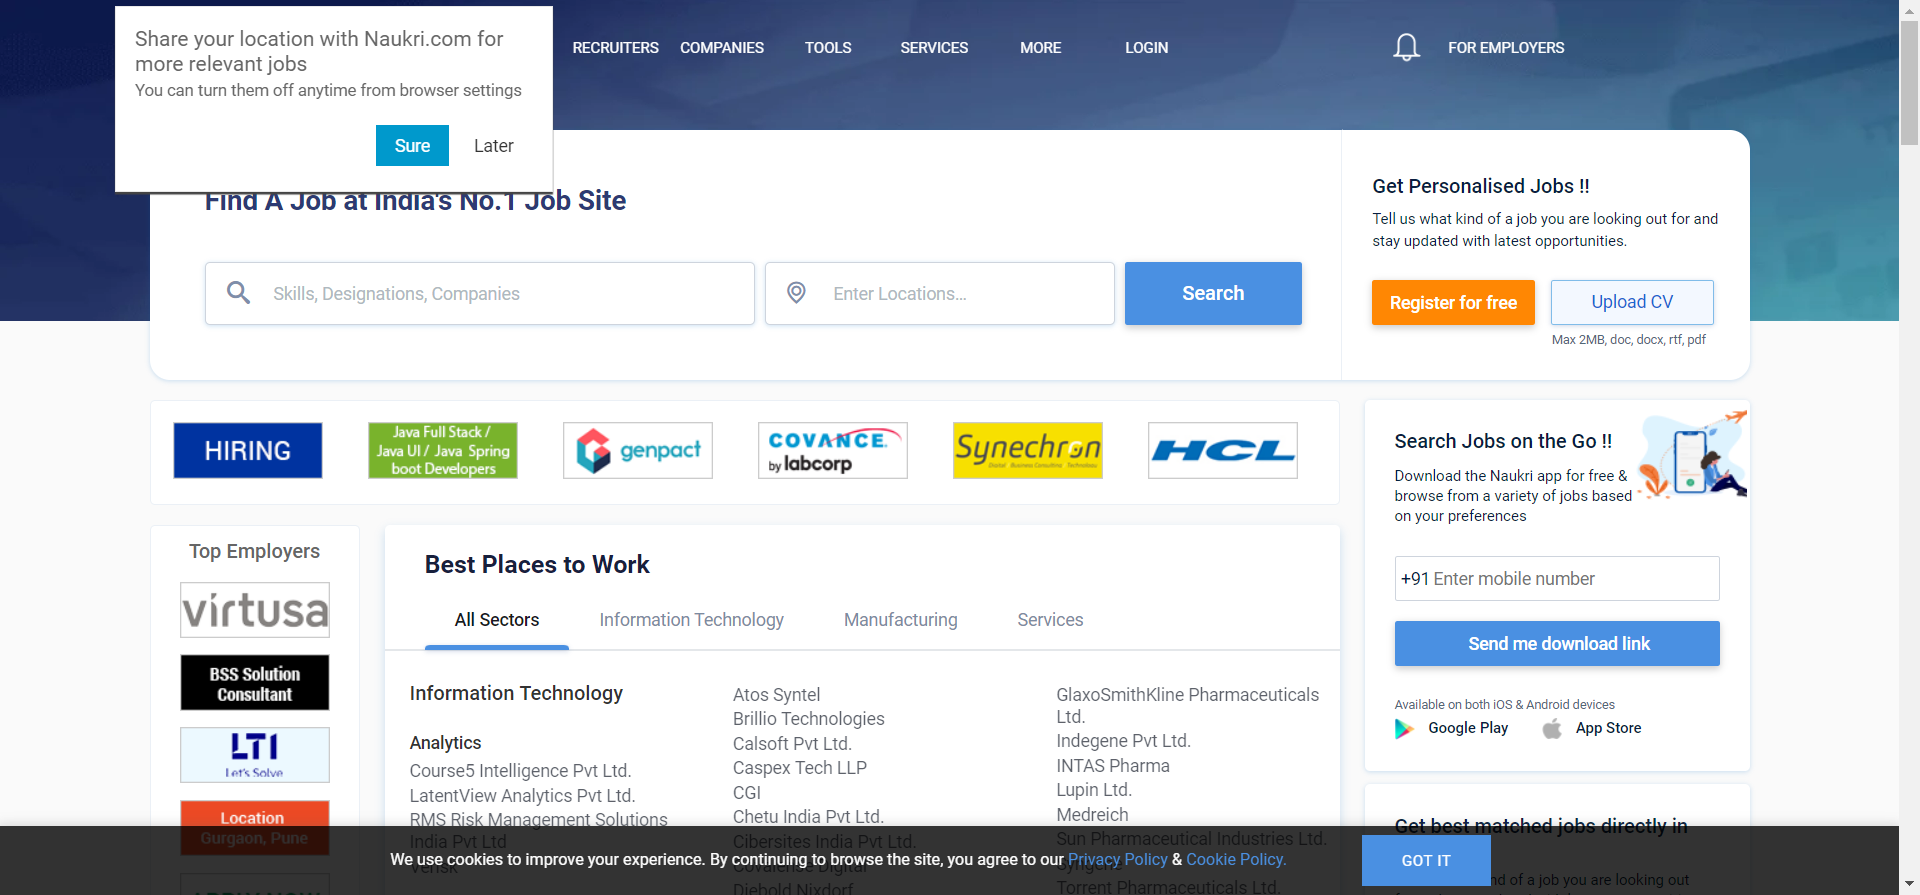 Share your location with Naukri.com for
more relevant jobs
You can turn them off anytime from browser settings
Sure
Later
RECRUITERS
COMPANIES
TOOLS
SERVICES
MORE
LOGIN
FOR EMPLOYERS
Find A Job at India's No.1 Job Site
Skills, Designations, Companies
Enter Locations...
Search
Get Personalised Jobs !!
Tell us what kind of a job you are looking out for and
stay updated with latest opportunities.
Register for free
Upload CV
Max 2MB, doc, docx, rtf, pdf
HIRING
Java Full Stack /
Java UI / Java Spring
boot Developers
genpact
COVANCE
by labcorp
Synechron
Digital Business Consulting Technology
HCL
Search Jobs on the Go !!
Download the Naukri app for free &
browse from a variety of jobs based
on your preferences
+91 Enter mobile number
Send me download link
Available on both iOS & Android devices
Google Play
App Store
Top Employers
virtusa
BSS Solution
Consultant
LTI
Let's Solve
Location
Gurgaon, Pune
Best Places to Work
All Sectors
Information Technology
Manufacturing
Services
Information Technology
Analytics
Course5 Intelligence Pvt Ltd.
LatentView Analytics Pvt Ltd.
RMS Risk Management Solutions
India Pvt Ltd
Atos Syntel
Brillio Technologies
Calsoft Pvt Ltd.
Caspex Tech LLP
CGI
Chetu India Pvt Ltd.
Cibersites India Pvt Ltd.
Covalense Digital
Diebold Nixdorf
GlaxoSmithKline Pharmaceuticals
Ltd.
Indegene Pvt Ltd.
INTAS Pharma
Lupin Ltd.
Medreich
Sun Pharmaceutical Industries Ltd.
Syngene
Torrent Pharmaceuticals Ltd.
Get best matched jobs directly in
nd of a job you are looking out
We use cookies to improve your experience. By continuing to browse the site, you agree to our Privacy Policy & Cookie Policy.
GOT IT